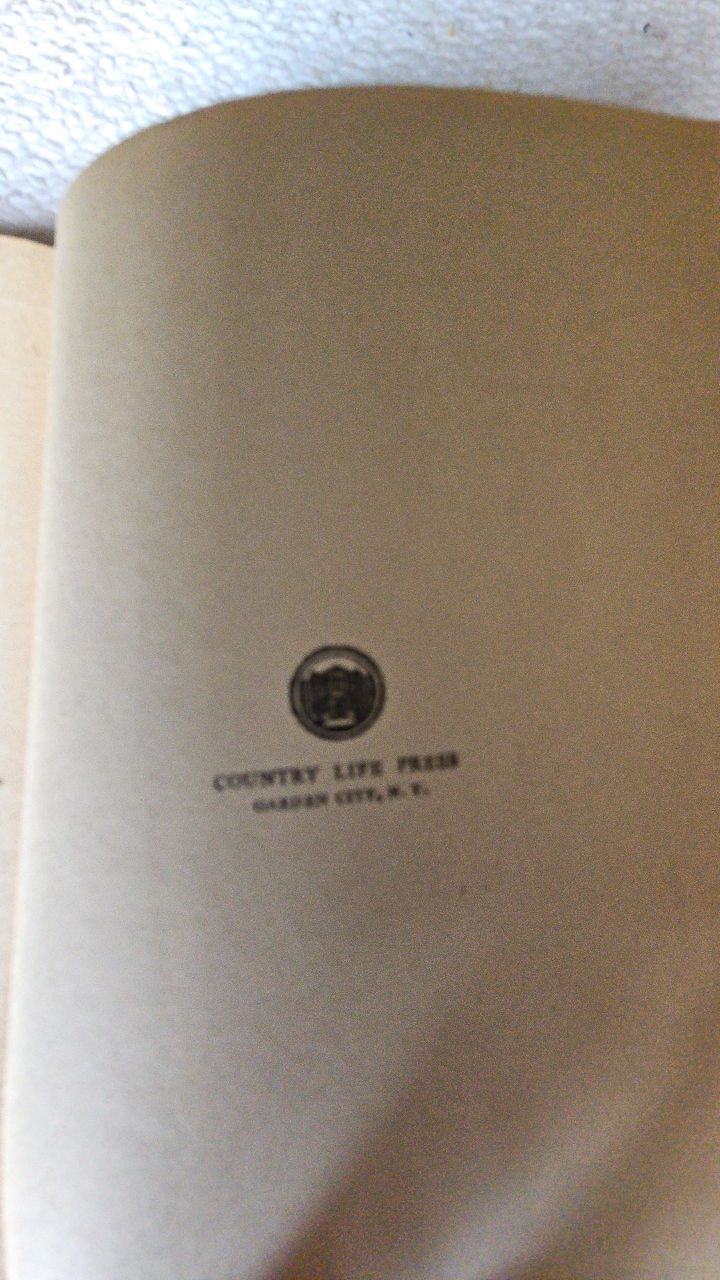 COUNTRY LIFE PRESS
GARDEN CITY, N. Y.